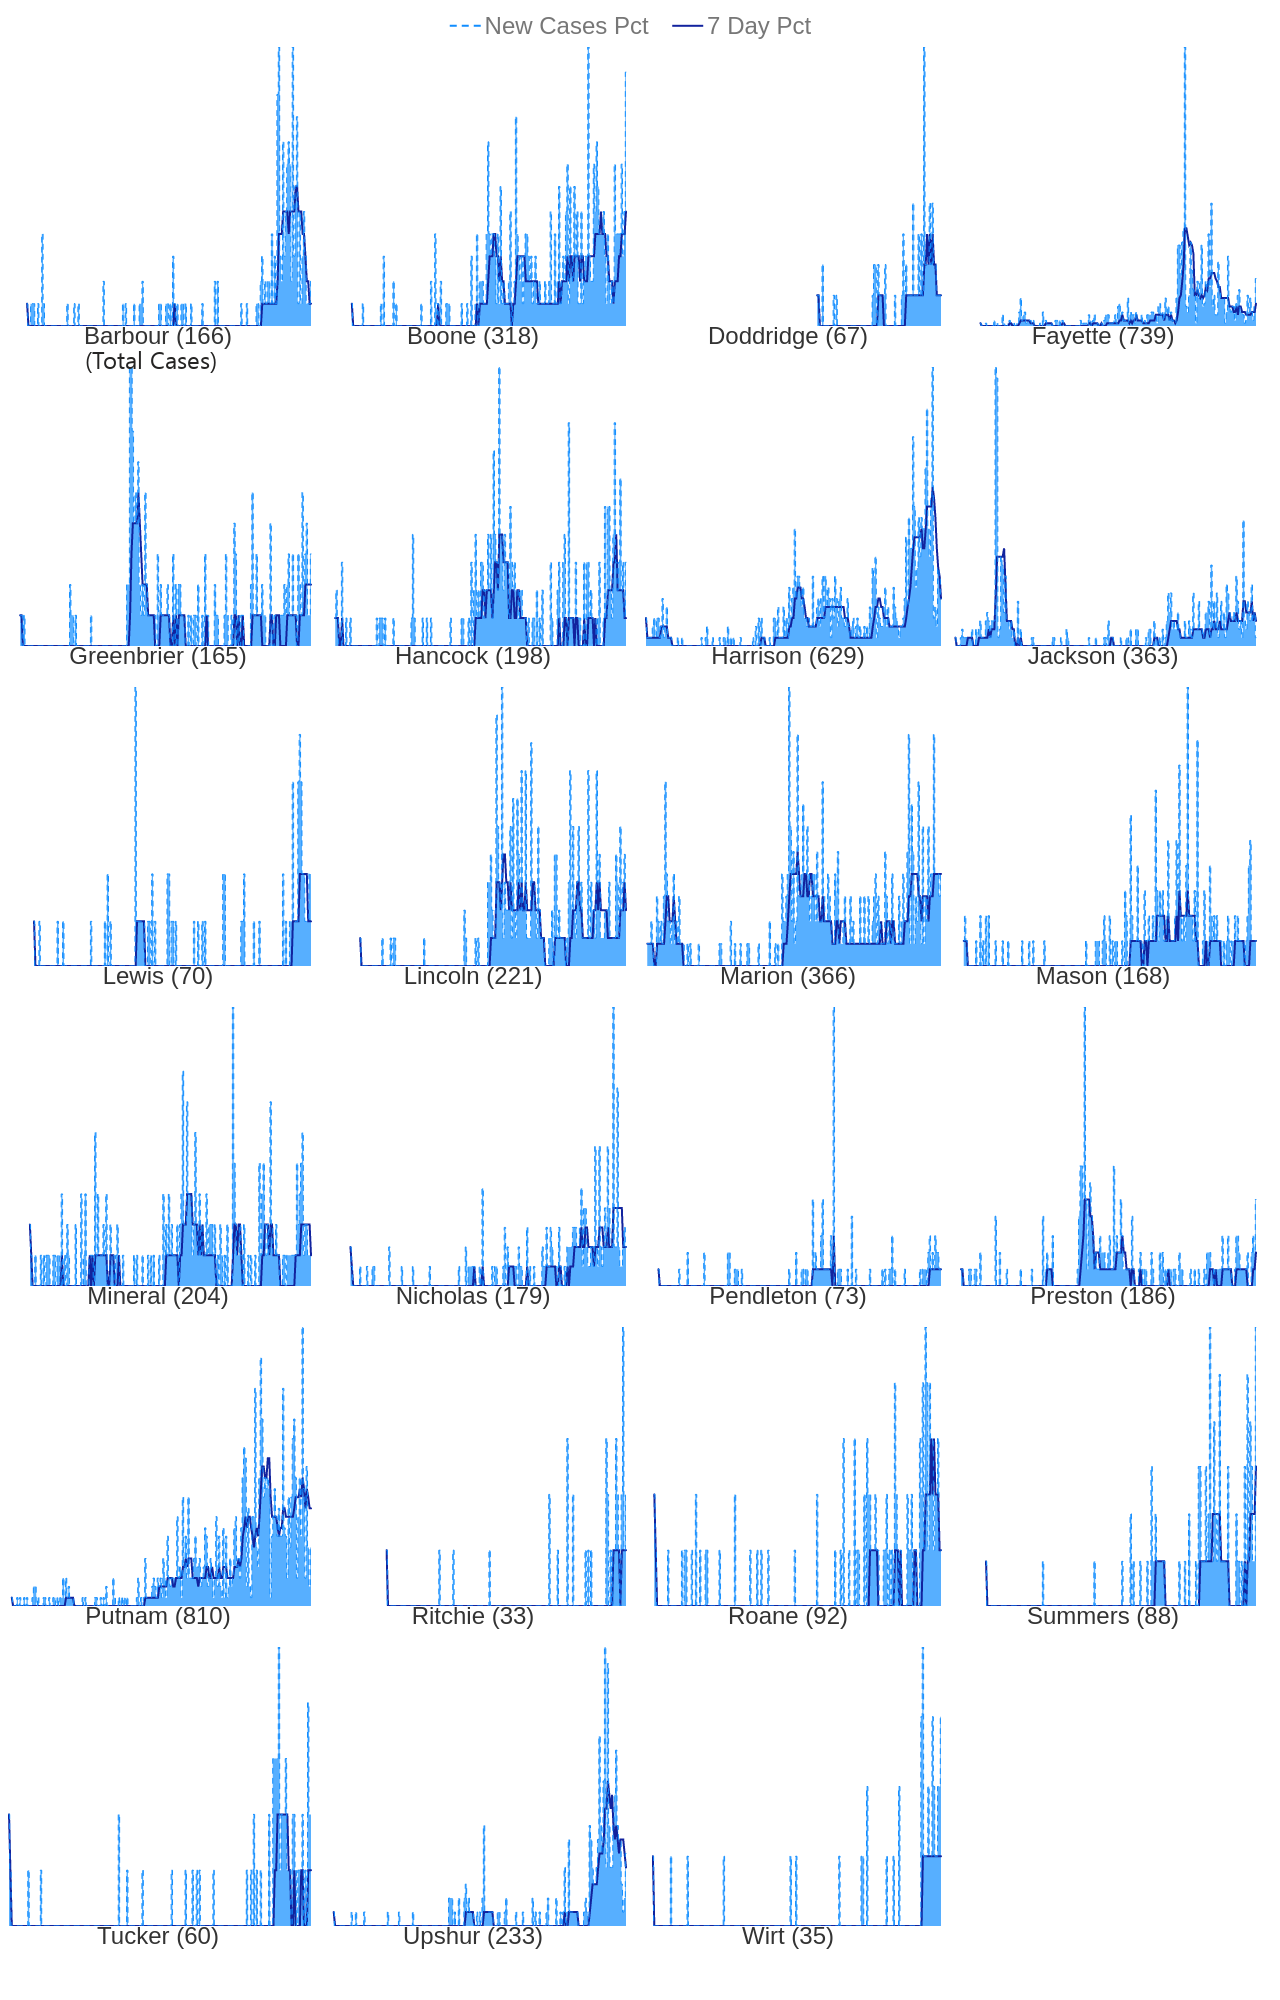 New Cases Pct 7 Day Pct
Barbour (166) Boone (318) Doddridge (67) Fayette (739)
(Total Cases)
Greenbrier (165) Hancock (198) Harrison (629) Jackson (363)
Lewis (70) Lincoln (221) Marion (366) Mason (168)
Mineral (204) Nicholas (179) Pendleton (73) Preston (186)
Putnam (810) Ritchie (33) Roane (92) Summers (88)
Tucker (60) Upshur (233) Wirt (35)